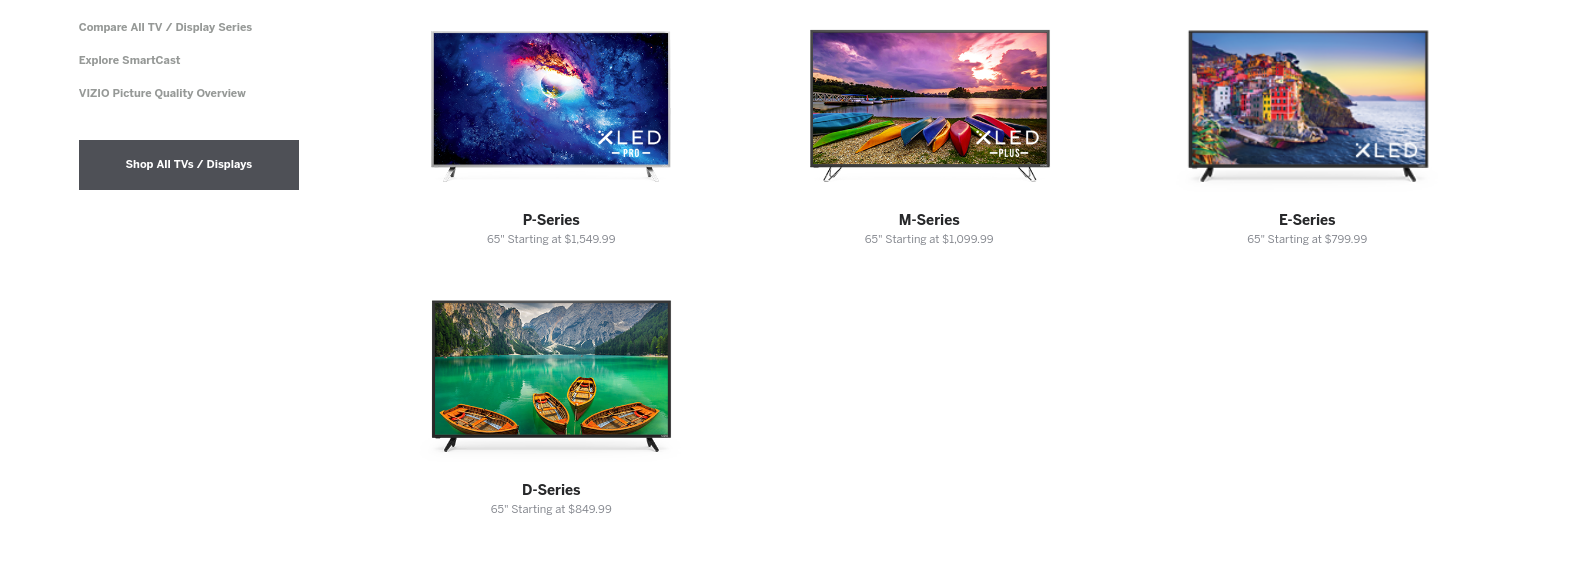 Compare All TV / Display Series
Explore SmartCast
VIZIO Picture Quality Overview
Shop All TVs / Displays
XLED
PRO
P-Series
65" Starting at $1,549.99
XLED
PLUS
M-Series
65" Starting at $1,099.99
XLED
E-Series
65" Starting at $799.99
D-Series
65" Starting at $849.99